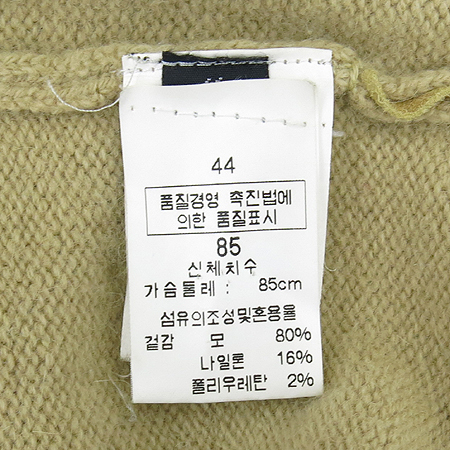 44
품질경영 촉진법에
의한 품질표시
85
신체치수
가슴둘레 : 85cm
섬유의조성및혼용율
겉감 모 80%
나일론 16%
폴리우레탄 2%